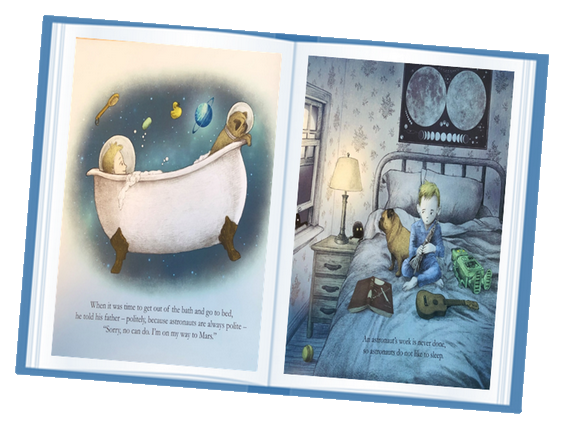 When it was time to get out of the bath and go to bed,
he told his father – politely, because astronauts are always polite –
“Sorry, no can do. I’m on my way to Mars.”
An astronaut’s work is never done,
so astronauts do not like to sleep.